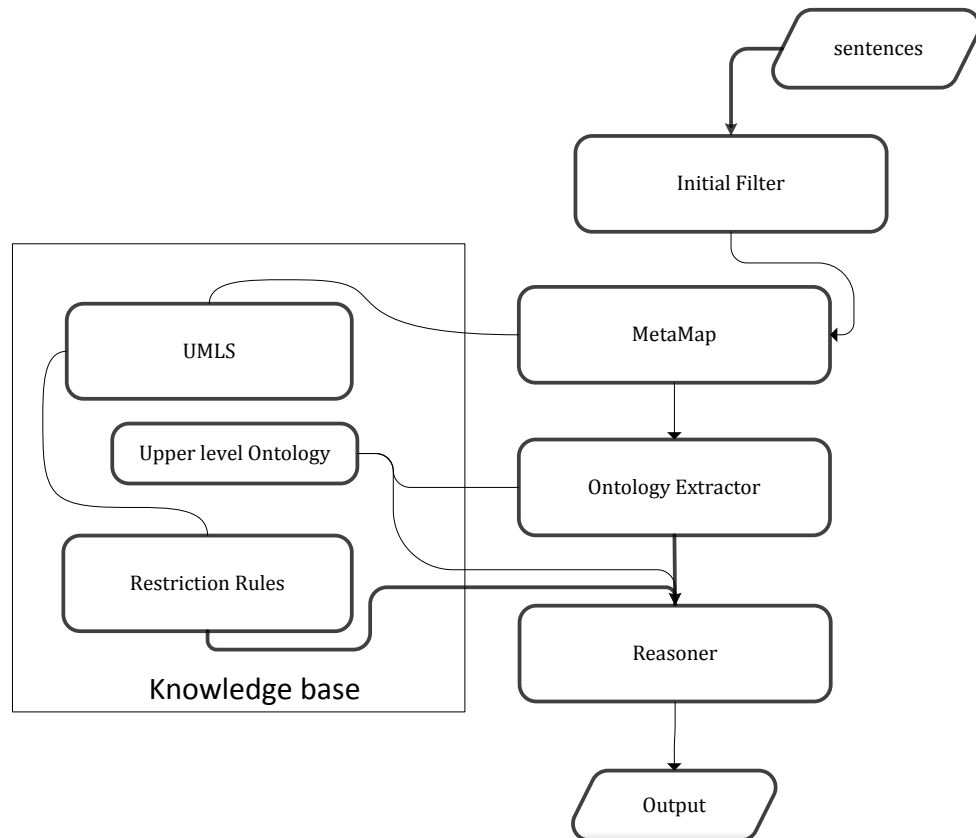 sentences
Initial Filter
MetaMap
UMLS
Upper level Ontology
Ontology Extractor
Restriction Rules
Reasoner
Knowledge base
Output